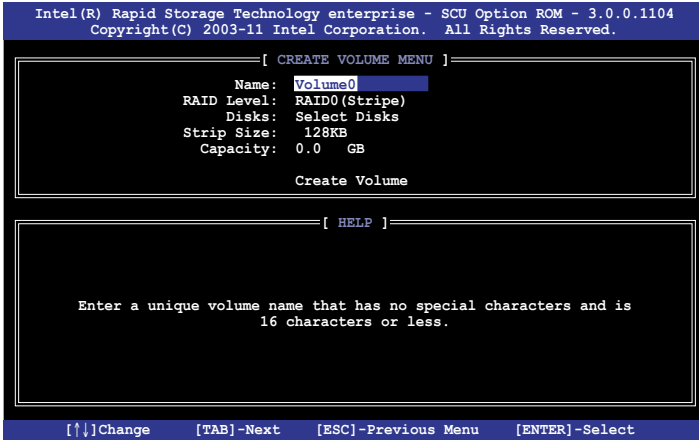 Intel(R) Rapid Storage Technology enterprise - SCU Option ROM - 3.0.0.1104
Copyright(C) 2003-11 Intel Corporation.  All Rights Reserved.
[ CREATE VOLUME MENU ]
Name: Volume0
RAID Level: RAID0(Stripe)
Disks: Select Disks
Strip Size: 128KB
Capacity: 0.0 GB
Create Volume
[ HELP ]
Enter a unique volume name that has no special characters and is
16 characters or less.
[↑↓]Change [TAB]-Next [ESC]-Previous Menu [ENTER]-Select